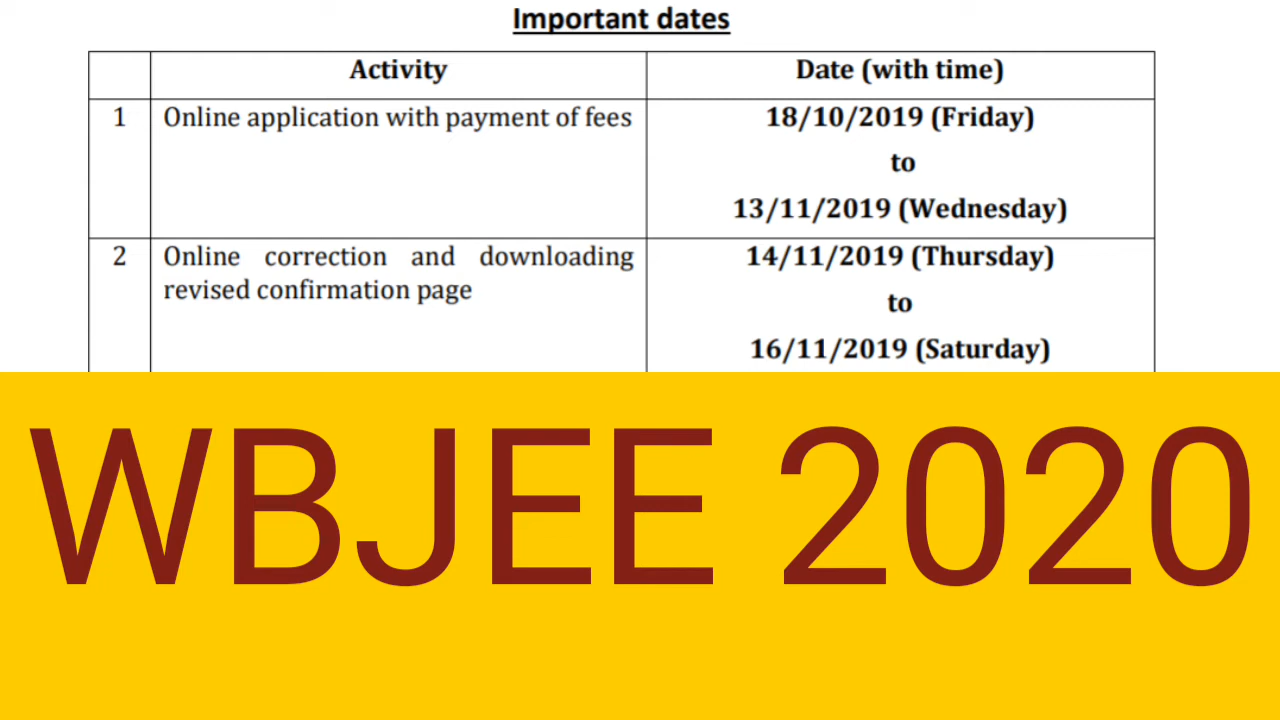 Important dates
Activity
Date (with time)
1
Online application with payment of fees
18/10/2019 (Friday)
to
13/11/2019 (Wednesday)
2
Online correction and downloading
revised confirmation page
14/11/2019 (Thursday)
to
16/11/2019 (Saturday)
WBJEE 2020